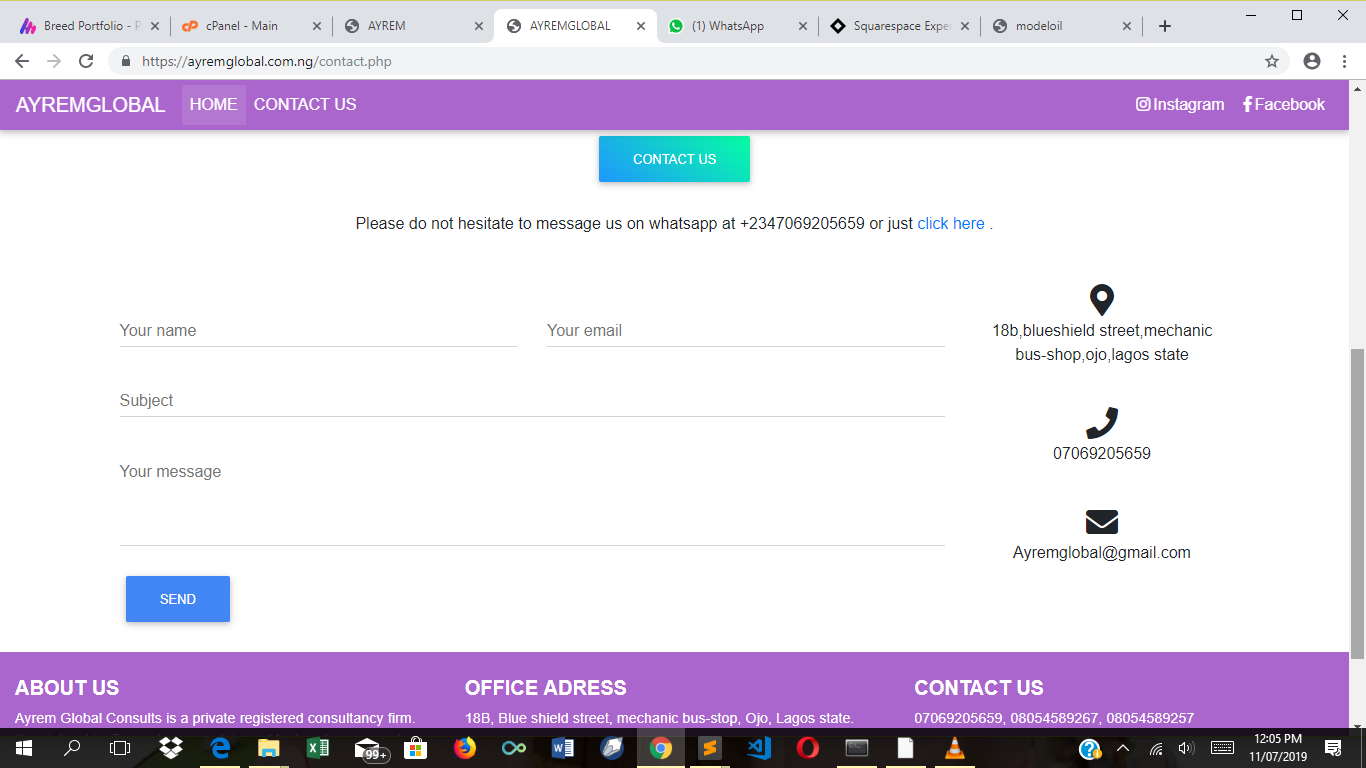 Breed Portfolio - P
cPanel - Main
AYREM
AYREMGLOBAL
(1) WhatsApp
Squarespace Expe
modeloil
https://ayremglobal.com.ng/contact.php
AYREMGLOBAL HOME CONTACT US Instagram Facebook
CONTACT US
Please do not hesitate to message us on whatsapp at +2347069205659 or just click here .
Your name
Your email
Subject
Your message
SEND
18b,blueshield street,mechanic
bus-shop,ojo,lagos state
07069205659
Ayremglobal@gmail.com
ABOUT US
Ayrem Global Consults is a private registered consultancy firm.
OFFICE ADRESS
18B, Blue shield street, mechanic bus-stop, Ojo, Lagos state.
CONTACT US
07069205659, 08054589267, 08054589257
99+
12:05 PM
11/07/2019